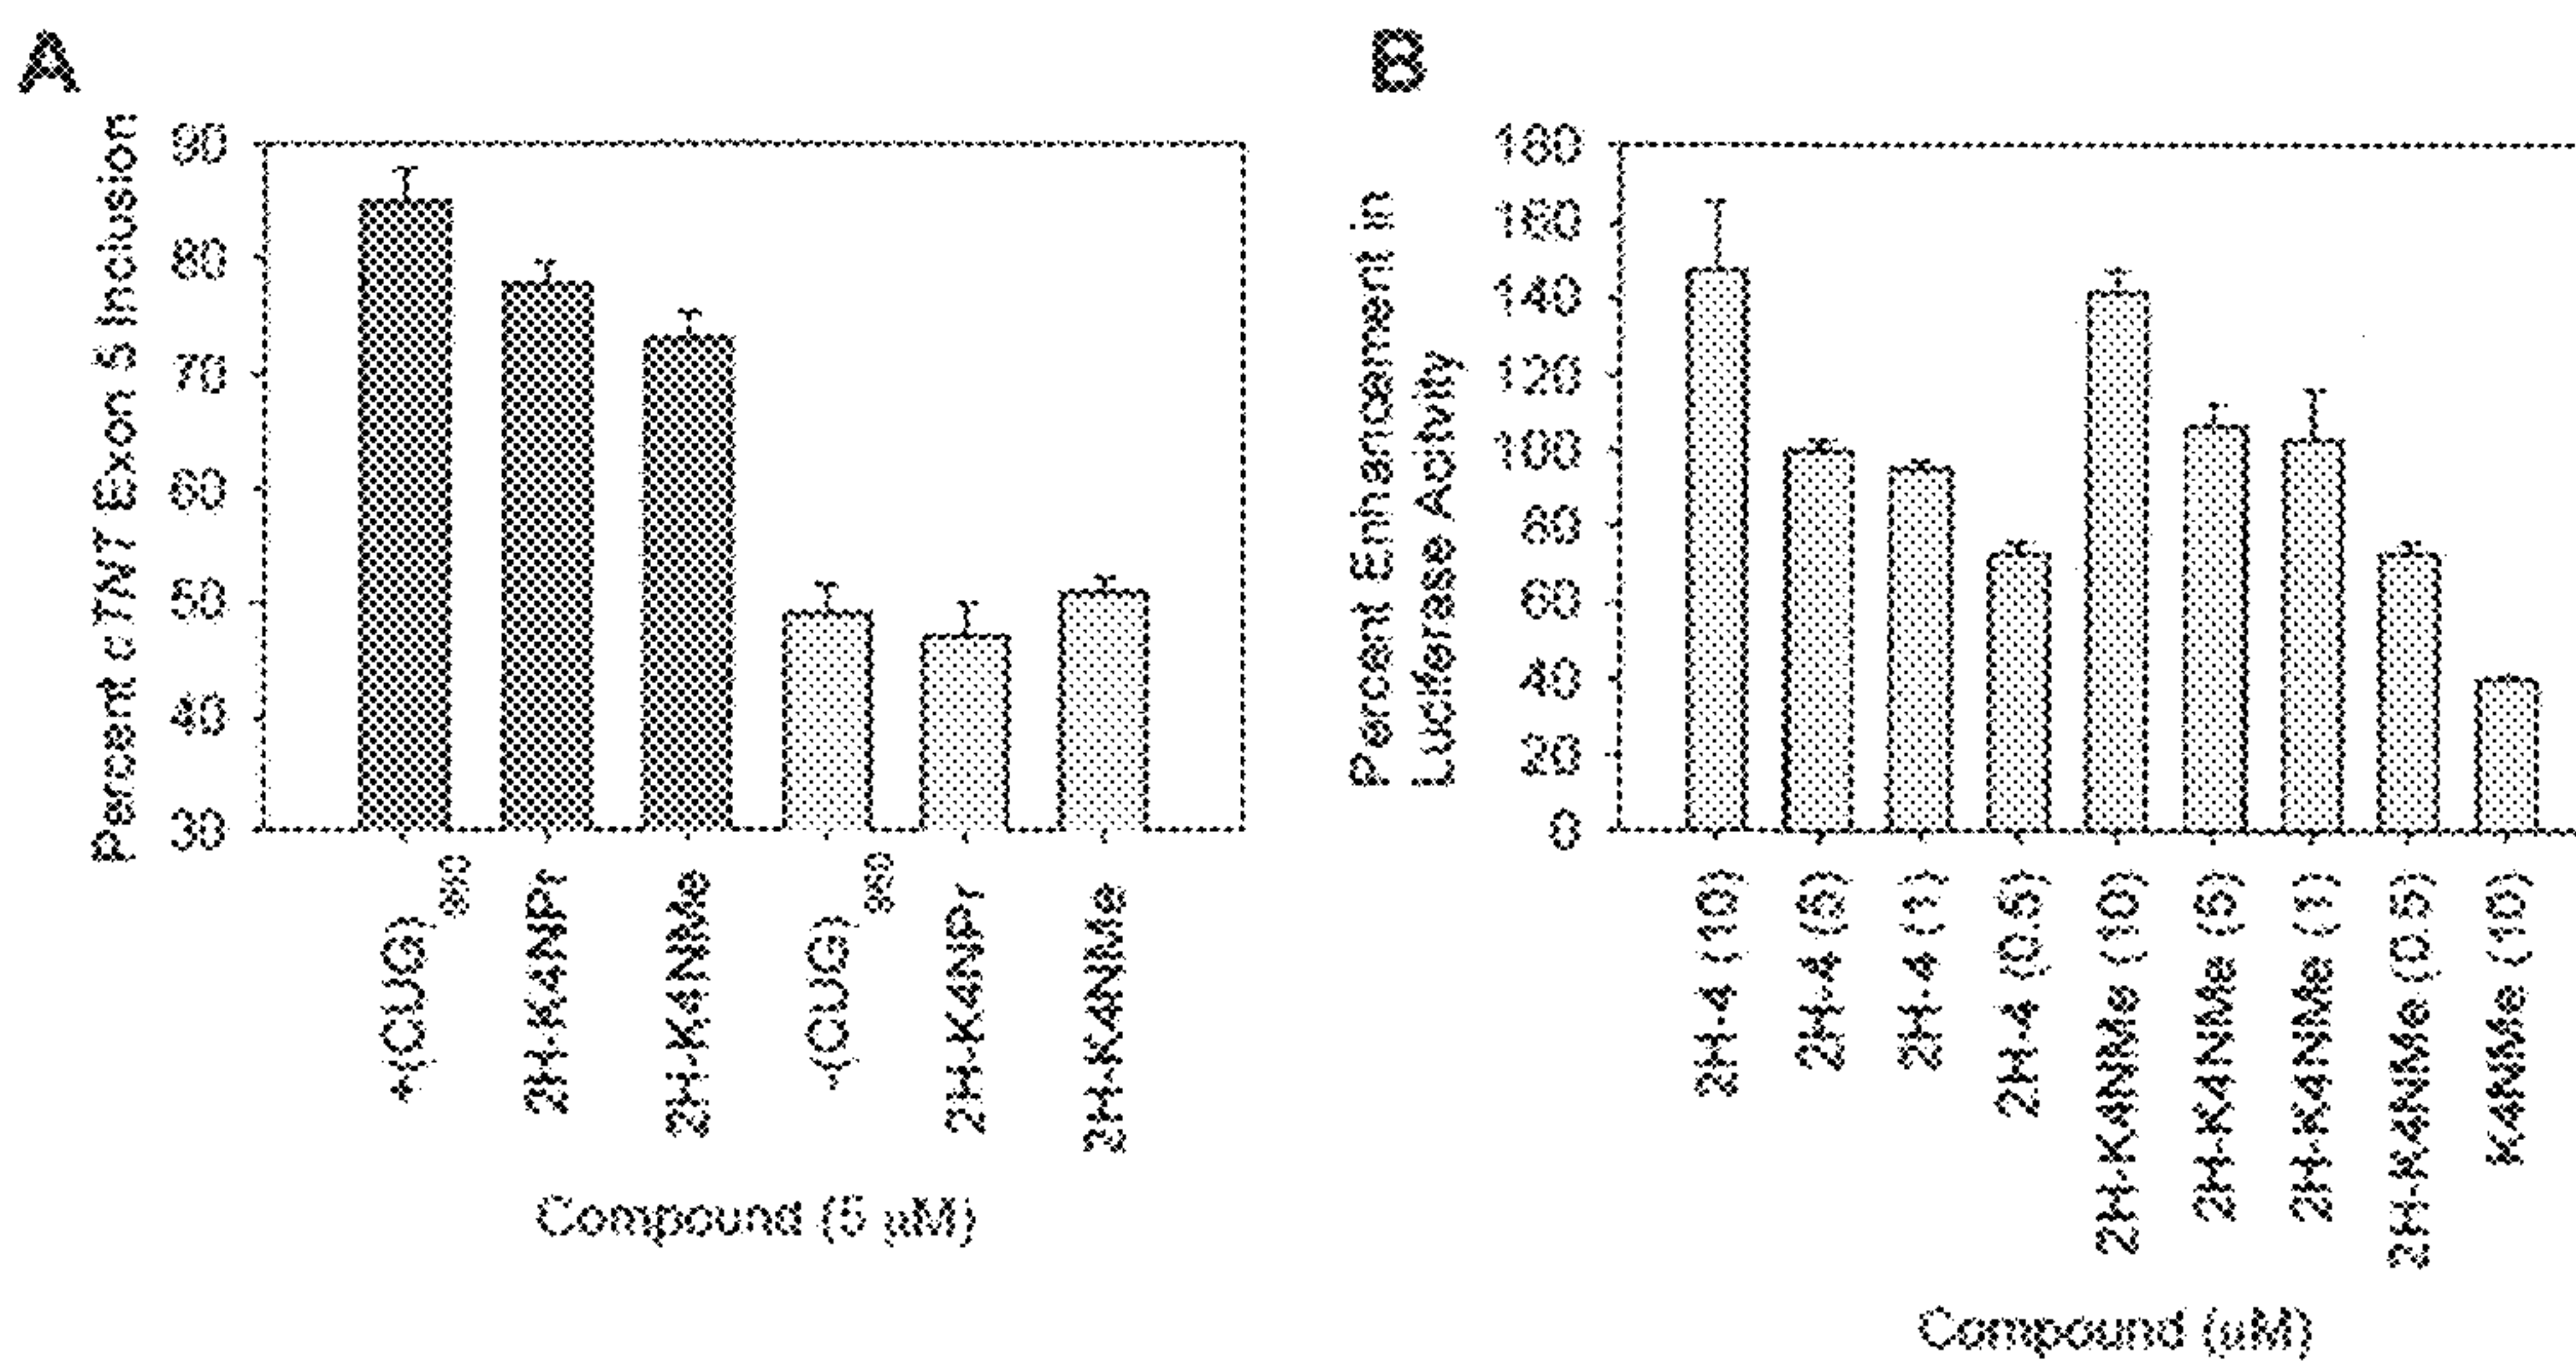 A
Percent cTNT Exon 5 Inclusion
90
80
70
60
50
40
30
+(CUG)960
2H-K4NPr
2H-K4NMe
-(CUG)960
2H-K4NPr
2H-K4NMe
Compound (5 µM)
B
Percent Enhancement in
Luciferase Activity
180
160
140
120
100
80
60
40
20
0
2H-4 (10)
2H-4 (5)
2H-4 (1)
2H-4 (0.5)
2H-K4NMe (10)
2H-K4NMe (5)
2H-K4NMe (1)
2H-K4NMe (0.5)
K4NMe (10)
Compound (µM)